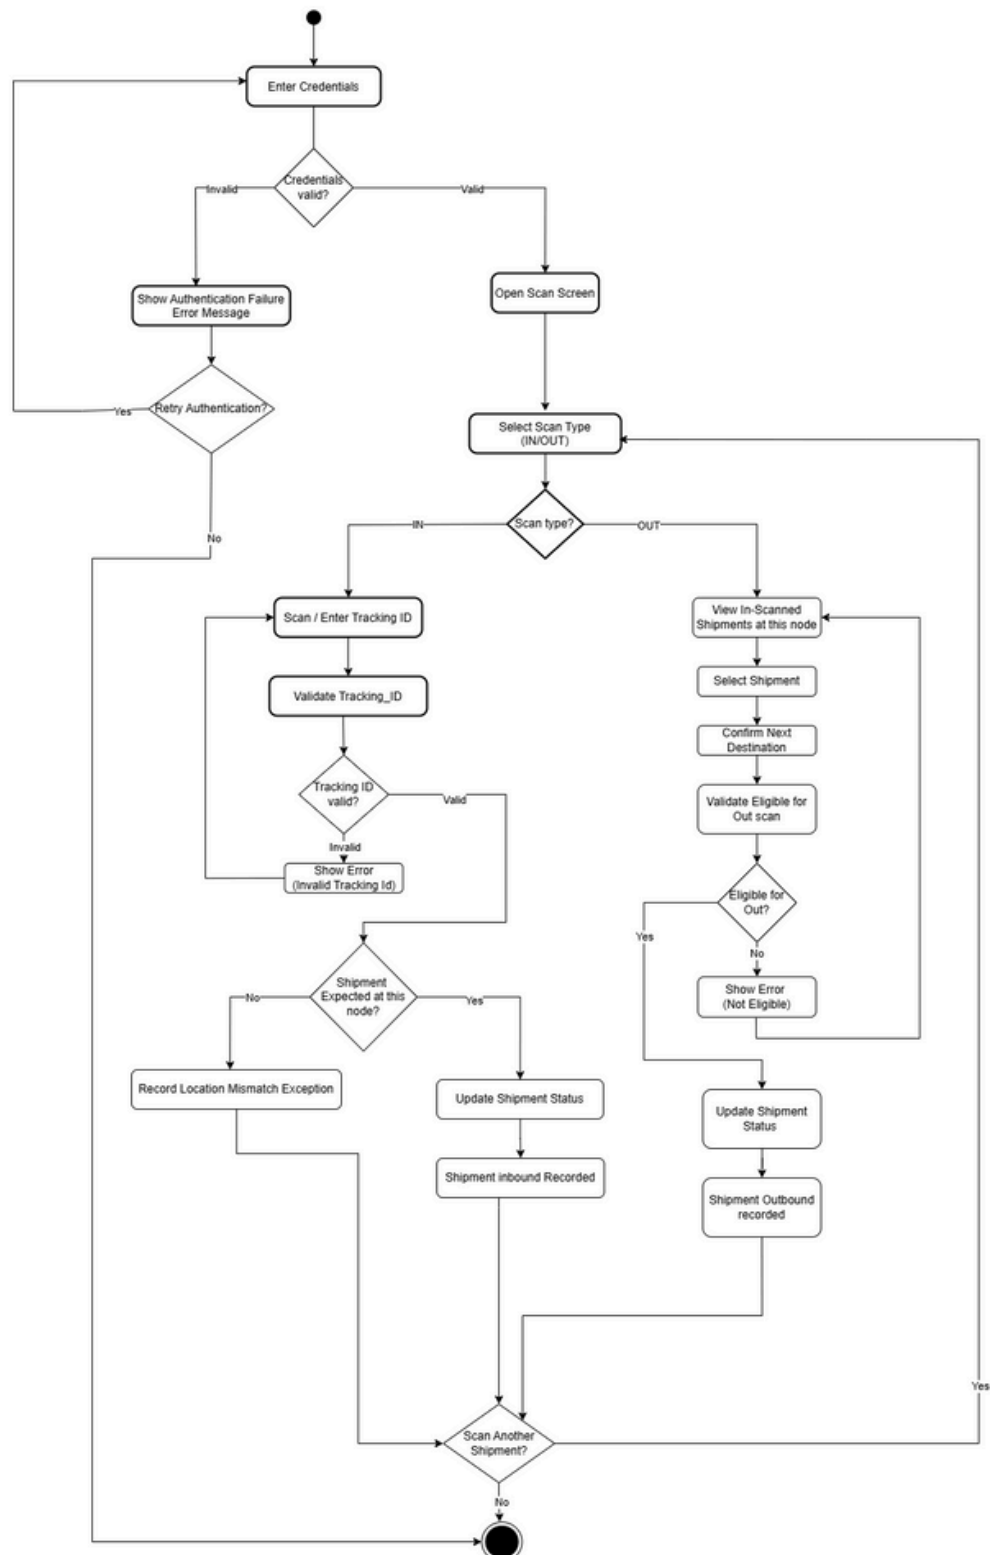 Enter Credentials
Credentials
valid?
Invalid
Valid
Show Authentication Failure
Error Message
Open Scan Screen
Retry Authentication?
Yes
No
Select Scan Type
(IN/OUT)
Scan type?
IN
OUT
Scan / Enter Tracking ID
Validate Tracking_ID
Tracking ID
valid?
Valid
Invalid
Show Error
(Invalid Tracking Id)
View In-Scanned
Shipments at this node
Select Shipment
Confirm Next
Destination
Validate Eligible for
Out scan
Eligible for
Out?
Yes
No
Show Error
(Not Eligible)
Shipment
Expected at this
node?
No
Yes
Record Location Mismatch Exception
Update Shipment Status
Shipment inbound Recorded
Update Shipment
Status
Shipment Outbound
recorded
Scan Another
Shipment?
Yes
No